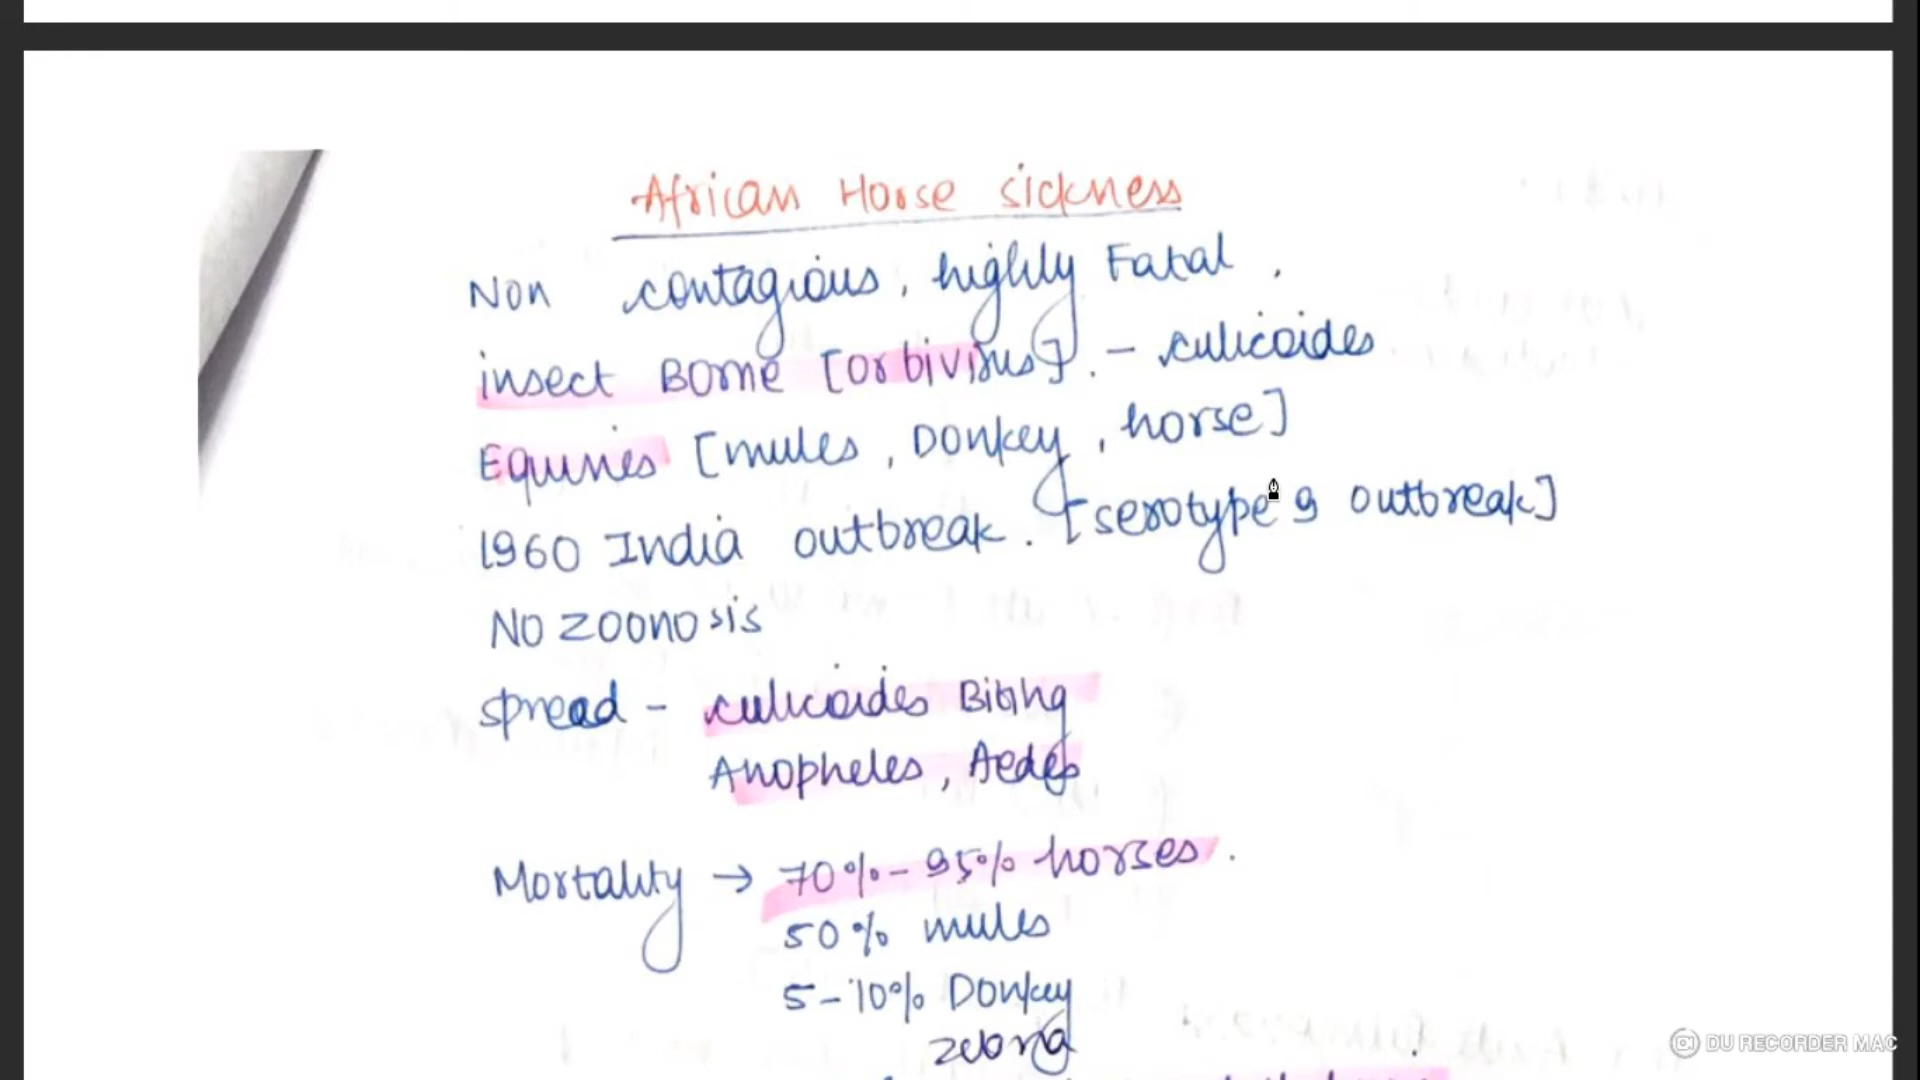 African Horse sickness
Non contagious, highly Fatal.
insect Borne [orbivirus]. - culicoides
Equines [mules, Donkey, horse]
1960 India outbreak. [serotype 9 outbreak]
No zoonosis
spread - culicoides Biting
Anopheles, Aedes
Mortality → 70%-95% horses.
50% mules
5-10% Donkey
zebra
DU RECORDER MAC